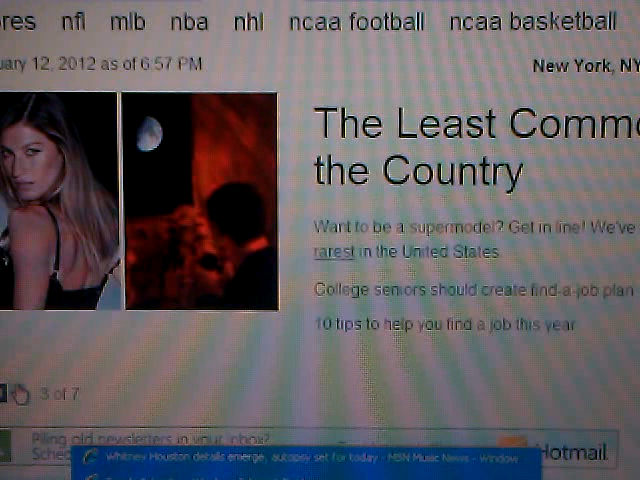 ores nfl mlb nba nhl ncaa football ncaa basketball
uary 12, 2012 as of 6:57 PM New York, NY
The Least Commo
the Country
Want to be a supermodel? Get in line! We've
rarest in the United States
College seniors should create find-a-job plan
10 tips to help you find a job this year
3 of 7
Piling old newsletters in your inbox?
Sched
Hotmail
Whitney Houston details emerge, autopsy set for today - MSN Music News - Window